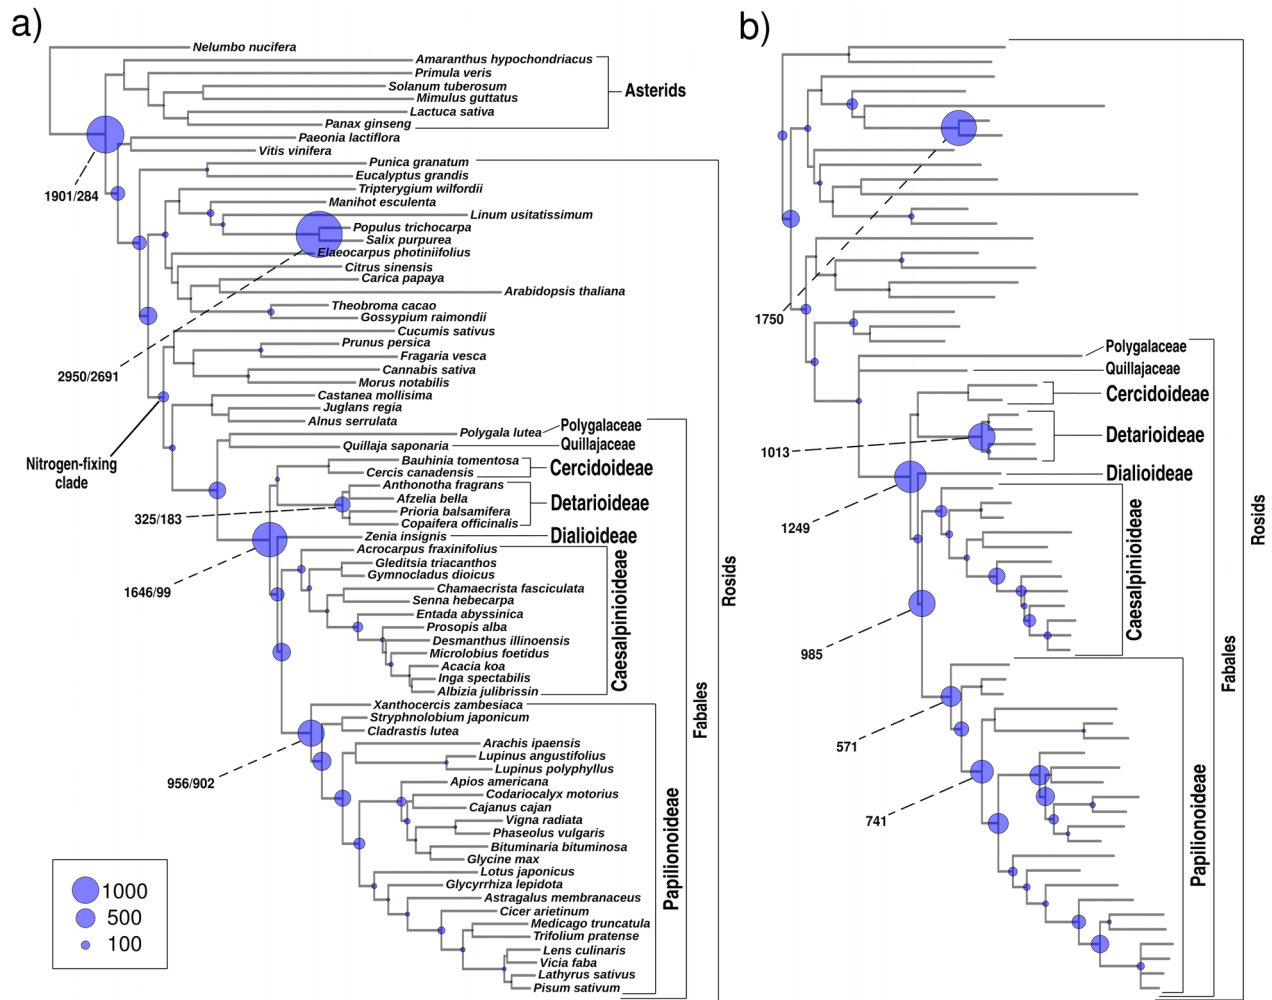 a)
Nelumbo nucifera
Amaranthus hypochondriacus
Primula veris
Solanum tuberosum
Mimulus guttatus
Lactuca sativa
Panax ginseng
Asterids
Paeonia lactiflora
Vitis vinifera
1901/284
Punica granatum
Eucalyptus grandis
Tripterygium wilfordii
Manihot esculenta
Linum usitatissimum
Populus trichocarpa
Salix purpurea
Elaeocarpus photiniifolius
Citrus sinensis
Carica papaya
Arabidopsis thaliana
Theobroma cacao
Gossypium raimondii
Cucumis sativus
Prunus persica
Fragaria vesca
2950/2691
Cannabis sativa
Morus notabilis
Castanea mollisima
Juglans regia
Alnus serrulata
Nitrogen-fixing
clade
Polygala lutea
Polygalaceae
Quillaja saponaria
Quillajaceae
Bauhinia tomentosa
Cercis canadensis
Cercidoideae
Anthonotha fragrans
Afzelia bella
Prioria balsamifera
Copaifera officinalis
Detarioideae
325/183
Zenia insignis
Dialioideae
Acrocarpus fraxinifolius
Gleditsia triacanthos
Gymnocladus dioicus
Chamaecrista fasciculata
Senna hebecarpa
Entada abyssinica
Prosopis alba
Desmanthus illinoensis
Microlobius foetidus
Acacia koa
Inga spectabilis
Albizia julibrissin
Caesalpinioideae
1646/99
Xanthocercis zambesiaca
Stryphnolobium japonicum
Cladrastis lutea
Arachis ipaensis
Lupinus angustifolius
Lupinus polyphyllus
956/902
Apios americana
Codariocalyx motorius
Cajanus cajan
Vigna radiata
Phaseolus vulgaris
Bituminaria bituminosa
Glycine max
Lotus japonicus
Glycyrrhiza lepidota
Astragalus membranaceus
Cicer arietinum
Medicago truncatula
Trifolium pratense
Lens culinaris
Vicia faba
Lathyrus sativus
Pisum sativum
Papilionoideae
Fabales
Rosids
1000
500
100
b)
1750
Polygalaceae
Quillajaceae
Cercidoideae
Detarioideae
1013
Dialioideae
1249
Caesalpinioideae
985
571
741
Papilionoideae
Fabales
Rosids